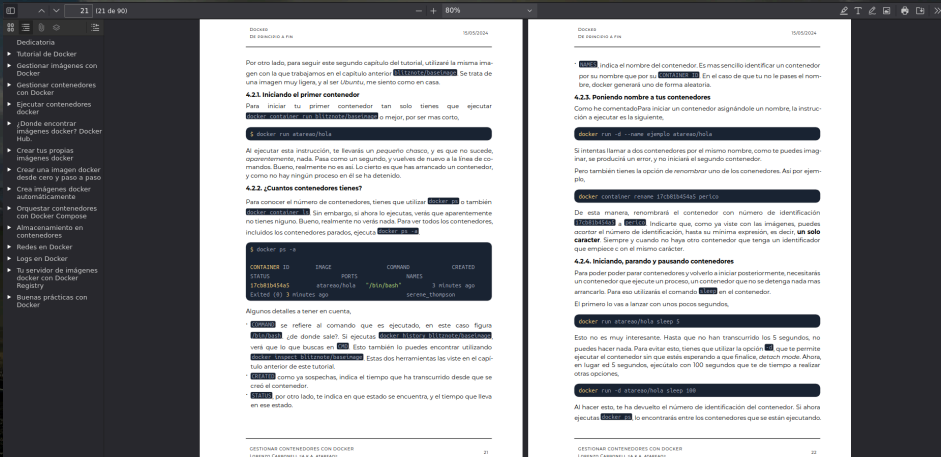 21 (21 de 90)
80%
Dedicatoria
Tutorial de Docker
Gestionar imágenes con
Docker
Gestionar contenedores
con Docker
Ejecutar contenedores
docker
¿Donde encontrar
imágenes docker? Docker
Hub.
Crear tus propias
imágenes docker
Crear una imagen docker
desde cero y paso a paso
Crea imágenes docker
automáticamente
Orquestar contenedores
con Docker Compose
Almacenamiento en
contenedores
Redes en Docker
Logs en Docker
Tu servidor de imágenes
docker con Docker
Registry
Buenas prácticas con
Docker
DOCKER
DE PRINCIPIO A FIN
15/05/2024
Por otro lado, para seguir este segundo capítulo del tutorial, utilizaré la misma ima-
gen con la que trabajamos en el capítulo anterior blitznote/baseimage. Se trata de
una imagen muy ligera, y al ser Ubuntu, me siento como en casa.
4.2.1. Iniciando el primer contenedor
Para iniciar tu primer contenedor tan solo tienes que ejecutar
docker container run blitznote/baseimage o mejor, por ser mas corto,
$ docker run atareao/hola
Al ejecutar esta instrucción, te llevarás un pequeño chasco, y es que no sucede,
aparentemente, nada. Pasa como un segundo, y vuelves de nuevo a la línea de co-
mandos. Bueno, realmente no es así. Lo cierto es que has arrancado un contenedor,
y como no hay ningún proceso en él se ha detenido.
4.2.2. ¿Cuantos contenedores tienes?
Para conocer el número de contenedores, tienes que utilizar docker ps o también
docker container ls. Sin embargo, si ahora lo ejecutas, verás que aparentemente
no tienes ninguno. Bueno, realmente no verás nada. Para ver todos los contenedores,
incluidos los contenedores parados, ejecuta docker ps -a.
$ docker ps -a
CONTAINER ID IMAGE COMMAND CREATED
STATUS PORTS NAMES
17cb81b454a5 atareao/hola "/bin/bash" 3 minutes ago
Exited (0) 3 minutes ago serene_thompson
Algunos detalles a tener en cuenta,
COMMAND se refiere al comando que es ejecutado, en este caso figura
/bin/bash. ¿de donde sale?. Si ejecutas docker history blitznote/baseimage,
verá que lo que buscas en CMD. Esto también lo puedes encontrar utilizando
docker inspect blitznote/baseimage. Estas dos herramientas las viste en el capí-
tulo anterior de este tutorial.
CREATED como ya sospechas, indica el tiempo que ha transcurrido desde que se
creó el contenedor.
STATUS, por otro lado, te indica en que estado se encuentra, y el tiempo que lleva
en ese estado.
GESTIONAR CONTENEDORES CON DOCKER
21
DOCKER
DE PRINCIPIO A FIN
15/05/2024
NAMES, indica el nombre del contenedor. Es mas sencillo identificar un contenedor
por su nombre que por su CONTAINER ID. En el caso de que tu no le pases el nom-
bre, docker generará uno de forma aleatoria.
4.2.3. Poniendo nombre a tus contenedores
Como he comentadoPara iniciar un contenedor asignándole un nombre, la instruc-
ción a ejecutar es la siguiente,
docker run -d --name ejemplo atareao/hola
Si intentas llamar a dos contenedores por el mismo nombre, como te puedes imag-
inar, se producirá un error, y no iniciará el segundo contenedor.
Pero también tienes la opción de renombrar uno de los conenedores. Así por ejem-
plo,
docker container rename 17cb81b454a5 perico
De esta manera, renombrará el contenedor con número de identificación
17cb81b454a5 a perico. Indicarte que, como ya viste con las imágenes, puedes
acortar el número de identificación, hasta su mínima expresión, es decir, un solo
caracter. Siempre y cuando no haya otro contenedor que tenga un identificador
que empiece c on el mismo carácter.
4.2.4. Iniciando, parando y pausando contenedores
Para poder poder parar contenedores y volverlo a iniciar posteriormente, necesitarás
un contenedor que ejecute un proceso, un contenedor que no se detenga nada mas
arrancarlo. Para eso utilizarás el comando sleep en el contenedor.
El primero lo vas a lanzar con unos pocos segundos,
docker run atareao/hola sleep 5
Esto no es muy interesante. Hasta que no han transcurrido los 5 segundos, no
puedes hacer nada. Para evitar esto, tienes que utilizar la opción -d, que te permite
ejecutar el contenedor sin que estés esperando a que finalice, detach mode. Ahora,
en lugar ed 5 segundos, ejecútalo con 100 segundos que te de tiempo a realizar
otras opciones,
docker run -d atareao/hola sleep 100
Al hacer esto, te ha devuelto el número de identificación del contenedor. Si ahora
ejecutas docker ps, lo encontrarás entre los contenedores que se están ejecutando.
GESTIONAR CONTENEDORES CON DOCKER
22